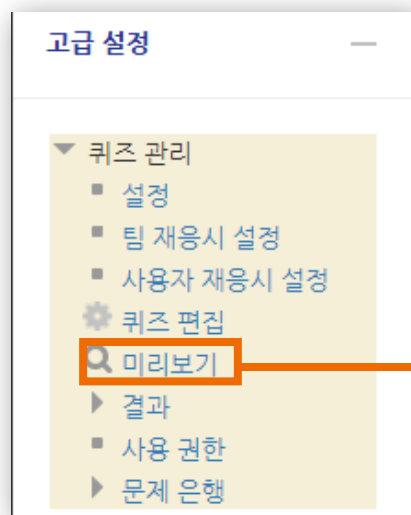 고급 설정
퀴즈 관리
설정
팀 재응시 설정
사용자 재응시 설정
퀴즈 편집
미리보기
결과
사용 권한
문제 은행